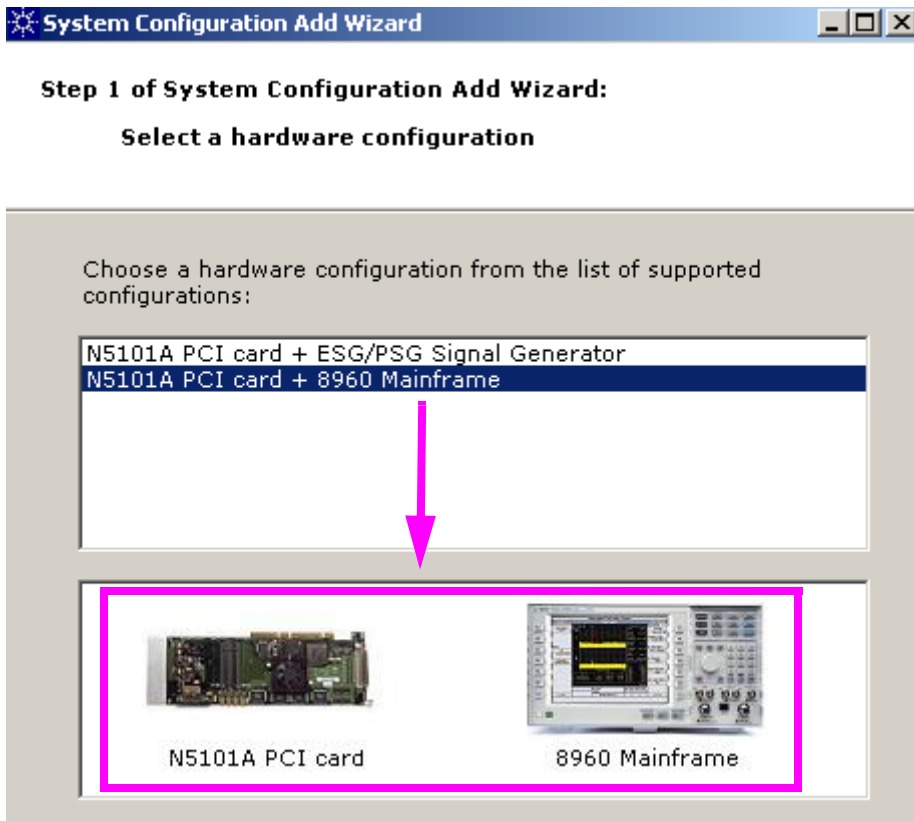 System Configuration Add Wizard
Step 1 of System Configuration Add Wizard:
Select a hardware configuration
Choose a hardware configuration from the list of supported
configurations:
N5101A PCI card + ESG/PSG Signal Generator
N5101A PCI card + 8960 Mainframe
N5101A PCI card
8960 Mainframe